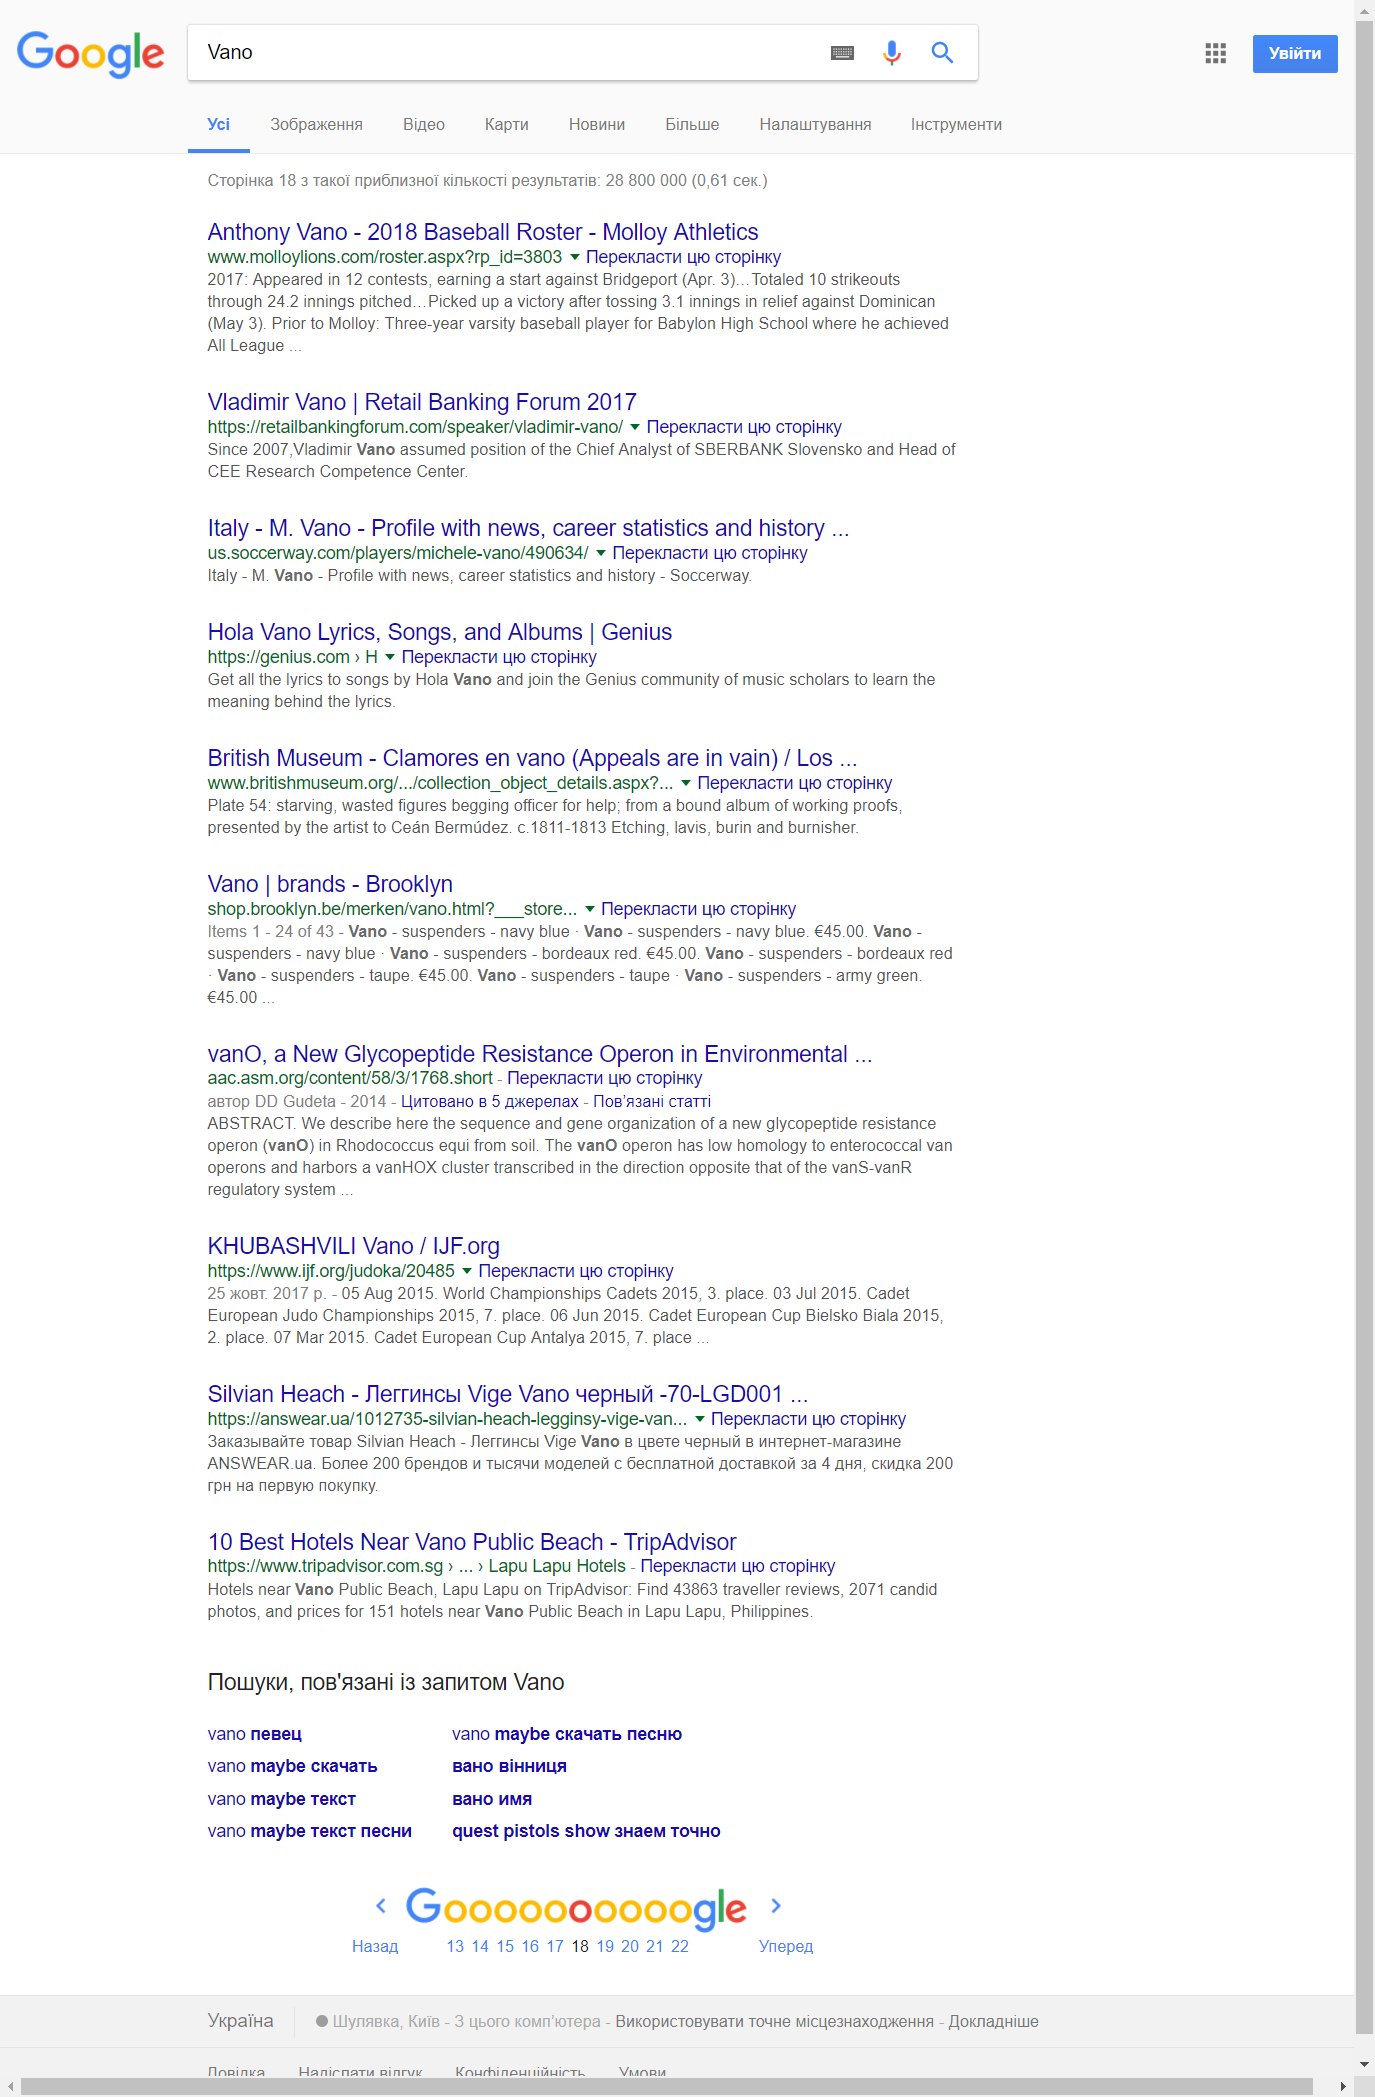 Google
Vano
Увійти
Усі Зображення Відео Карти Новини Більше Налаштування Інструменти
Сторінка 18 з такої приблизної кількості результатів: 28 800 000 (0,61 сек.)
Anthony Vano - 2018 Baseball Roster - Molloy Athletics
www.molloylions.com/roster.aspx?rp_id=3803 Перекласти цю сторінку
2017: Appeared in 12 contests, earning a start against Bridgeport (Apr. 3)…Totaled 10 strikeouts
through 24.2 innings pitched…Picked up a victory after tossing 3.1 innings in relief against Dominican
(May 3). Prior to Molloy: Three-year varsity baseball player for Babylon High School where he achieved
All League ...
Vladimir Vano | Retail Banking Forum 2017
https://retailbankingforum.com/speaker/vladimir-vano/ Перекласти цю сторінку
Since 2007,Vladimir Vano assumed position of the Chief Analyst of SBERBANK Slovensko and Head of
CEE Research Competence Center.
Italy - M. Vano - Profile with news, career statistics and history ...
us.soccerway.com/players/michele-vano/490634/ Перекласти цю сторінку
Italy - M. Vano - Profile with news, career statistics and history - Soccerway.
Hola Vano Lyrics, Songs, and Albums | Genius
https://genius.com › H Перекласти цю сторінку
Get all the lyrics to songs by Hola Vano and join the Genius community of music scholars to learn the
meaning behind the lyrics.
British Museum - Clamores en vano (Appeals are in vain) / Los ...
www.britishmuseum.org/.../collection_object_details.aspx?... Перекласти цю сторінку
Plate 54: starving, wasted figures begging officer for help; from a bound album of working proofs,
presented by the artist to Ceán Bermúdez. c.1811-1813 Etching, lavis, burin and burnisher.
Vano | brands - Brooklyn
shop.brooklyn.be/merken/vano.html?___store... Перекласти цю сторінку
Items 1 - 24 of 43 - Vano - suspenders - navy blue · Vano - suspenders - navy blue. €45.00. Vano -
suspenders - navy blue · Vano - suspenders - bordeaux red. €45.00. Vano - suspenders - bordeaux red
· Vano - suspenders - taupe. €45.00. Vano - suspenders - taupe · Vano - suspenders - army green.
€45.00 ...
vanO, a New Glycopeptide Resistance Operon in Environmental ...
aac.asm.org/content/58/3/1768.short - Перекласти цю сторінку
автор DD Gudeta - 2014 - Цитовано в 5 джерелах - Пов'язані статті
ABSTRACT. We describe here the sequence and gene organization of a new glycopeptide resistance
operon (vanO) in Rhodococcus equi from soil. The vanO operon has low homology to enterococcal van
operons and harbors a vanHOX cluster transcribed in the direction opposite that of the vanS-vanR
regulatory system ...
KHUBASHVILI Vano / IJF.org
https://www.ijf.org/judoka/20485 Перекласти цю сторінку
25 жовт. 2017 р. - 05 Aug 2015. World Championships Cadets 2015, 3. place. 03 Jul 2015. Cadet
European Judo Championships 2015, 7. place. 06 Jun 2015. Cadet European Cup Bielsko Biala 2015,
2. place. 07 Mar 2015. Cadet European Cup Antalya 2015, 7. place ...
Silvian Heach - Леггинсы Vige Vano черный -70-LGD001 ...
https://answear.ua/1012735-silvian-heach-legginsy-vige-van... Перекласти цю сторінку
Заказывайте товар Silvian Heach - Леггинсы Vige Vano в цвете черный в интернет-магазине
ANSWEAR.ua. Более 200 брендов и тысячи моделей с бесплатной доставкой за 4 дня, скидка 200
грн на первую покупку.
10 Best Hotels Near Vano Public Beach - TripAdvisor
https://www.tripadvisor.com.sg › ... › Lapu Lapu Hotels - Перекласти цю сторінку
Hotels near Vano Public Beach, Lapu Lapu on TripAdvisor: Find 43863 traveller reviews, 2071 candid
photos, and prices for 151 hotels near Vano Public Beach in Lapu Lapu, Philippines.
Пошуки, пов'язані із запитом Vano
vano певец vano maybe скачать песню
vano maybe скачать вано вінниця
vano maybe текст вано имя
vano maybe текст песни quest pistols show знаем точно
Goooooooooogle
Назад 13 14 15 16 17 18 19 20 21 22 Уперед
Україна Шулявка, Київ - З цього комп'ютера - Використовувати точне місцезнаходження - Докладніше
Довідка Надіслати відгук Конфіденційність Умови